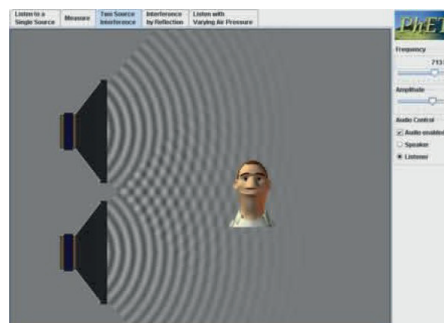 Listen to a
Single Source
Measure
Two Source
Interference
Interference
by Reflection
Listen with
Varying Air Pressure
PhET
Frequency
713
Amplitude
Audio Control
Audio enabled
Speaker
Listener